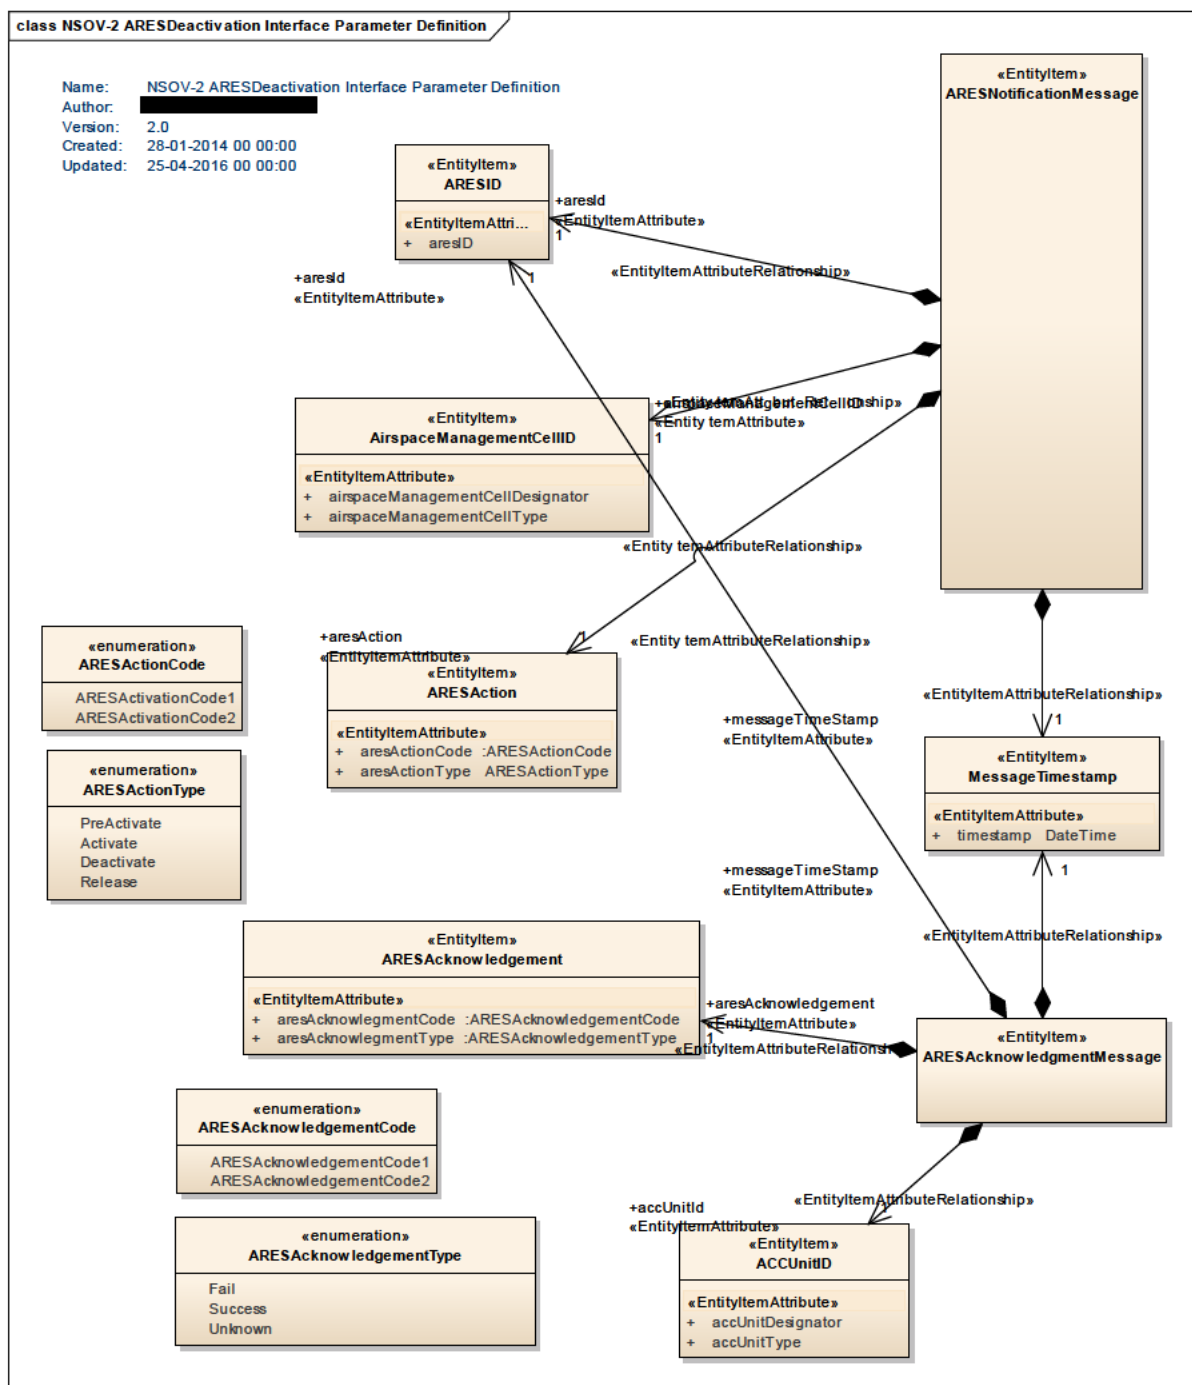 class NSOV-2 ARESDeactivation Interface Parameter Definition
Name: NSOV-2 ARESDeactivation Interface Parameter Definition
Author:
Version: 2.0
Created: 28-01-2014 00 00:00
Updated: 25-04-2016 00 00:00
«EntityItem»
ARESNotificationMessage
«EntityItem»
ARESID
«EntityItemAttri...
+ aresID
+aresId
«EntityItemAttribute»
1
«EntityItemAttributeRelationship»
+aresId
«EntityItemAttribute»
1
«EntityItem»
AirspaceManagementCellID
«EntityItemAttribute»
+ airspaceManagementCellDesignator
+ airspaceManagementCellType
+airspaceManagementCellID
«Entity temAttribute»
1
«Entity temAttributeRelationship»
+aresAction
«EntityItemAttribute»
1
«Entity temAttributeRelationship»
«EntityItem»
ARESAction
«EntityItemAttribute»
+ aresActionCode :ARESActionCode
+ aresActionType ARESActionType
«enumeration»
ARESActionCode
ARESActivationCode1
ARESActivationCode2
«enumeration»
ARESActionType
PreActivate
Activate
Deactivate
Release
«EntityItemAttributeRelationship»
+messageTimeStamp
«EntityItemAttribute»
1
«EntityItem»
MessageTimestamp
«EntityItemAttribute»
+ timestamp DateTime
+messageTimeStamp
«EntityItemAttribute»
1
«EntityItemAttributeRelationship»
«EntityItem»
ARESAcknowledgement
«EntityItemAttribute»
+ aresAcknowlegmentCode :ARESAcknowledgementCode
+ aresAcknowlegmentType :ARESAcknowledgementType
+aresAcknowledgement
«EntityItemAttribute»
1
«EntityItem»
ARESAcknowledgmentMessage
«enumeration»
ARESAcknowledgementCode
ARESAcknowledgementCode1
ARESAcknowledgementCode2
«enumeration»
ARESAcknowledgementType
Fail
Success
Unknown
«EntityItemAttributeRelationship»
+accUnitId
«EntityItemAttribute»
1
«EntityItem»
ACCUnitID
«EntityItemAttribute»
+ accUnitDesignator
+ accUnitType